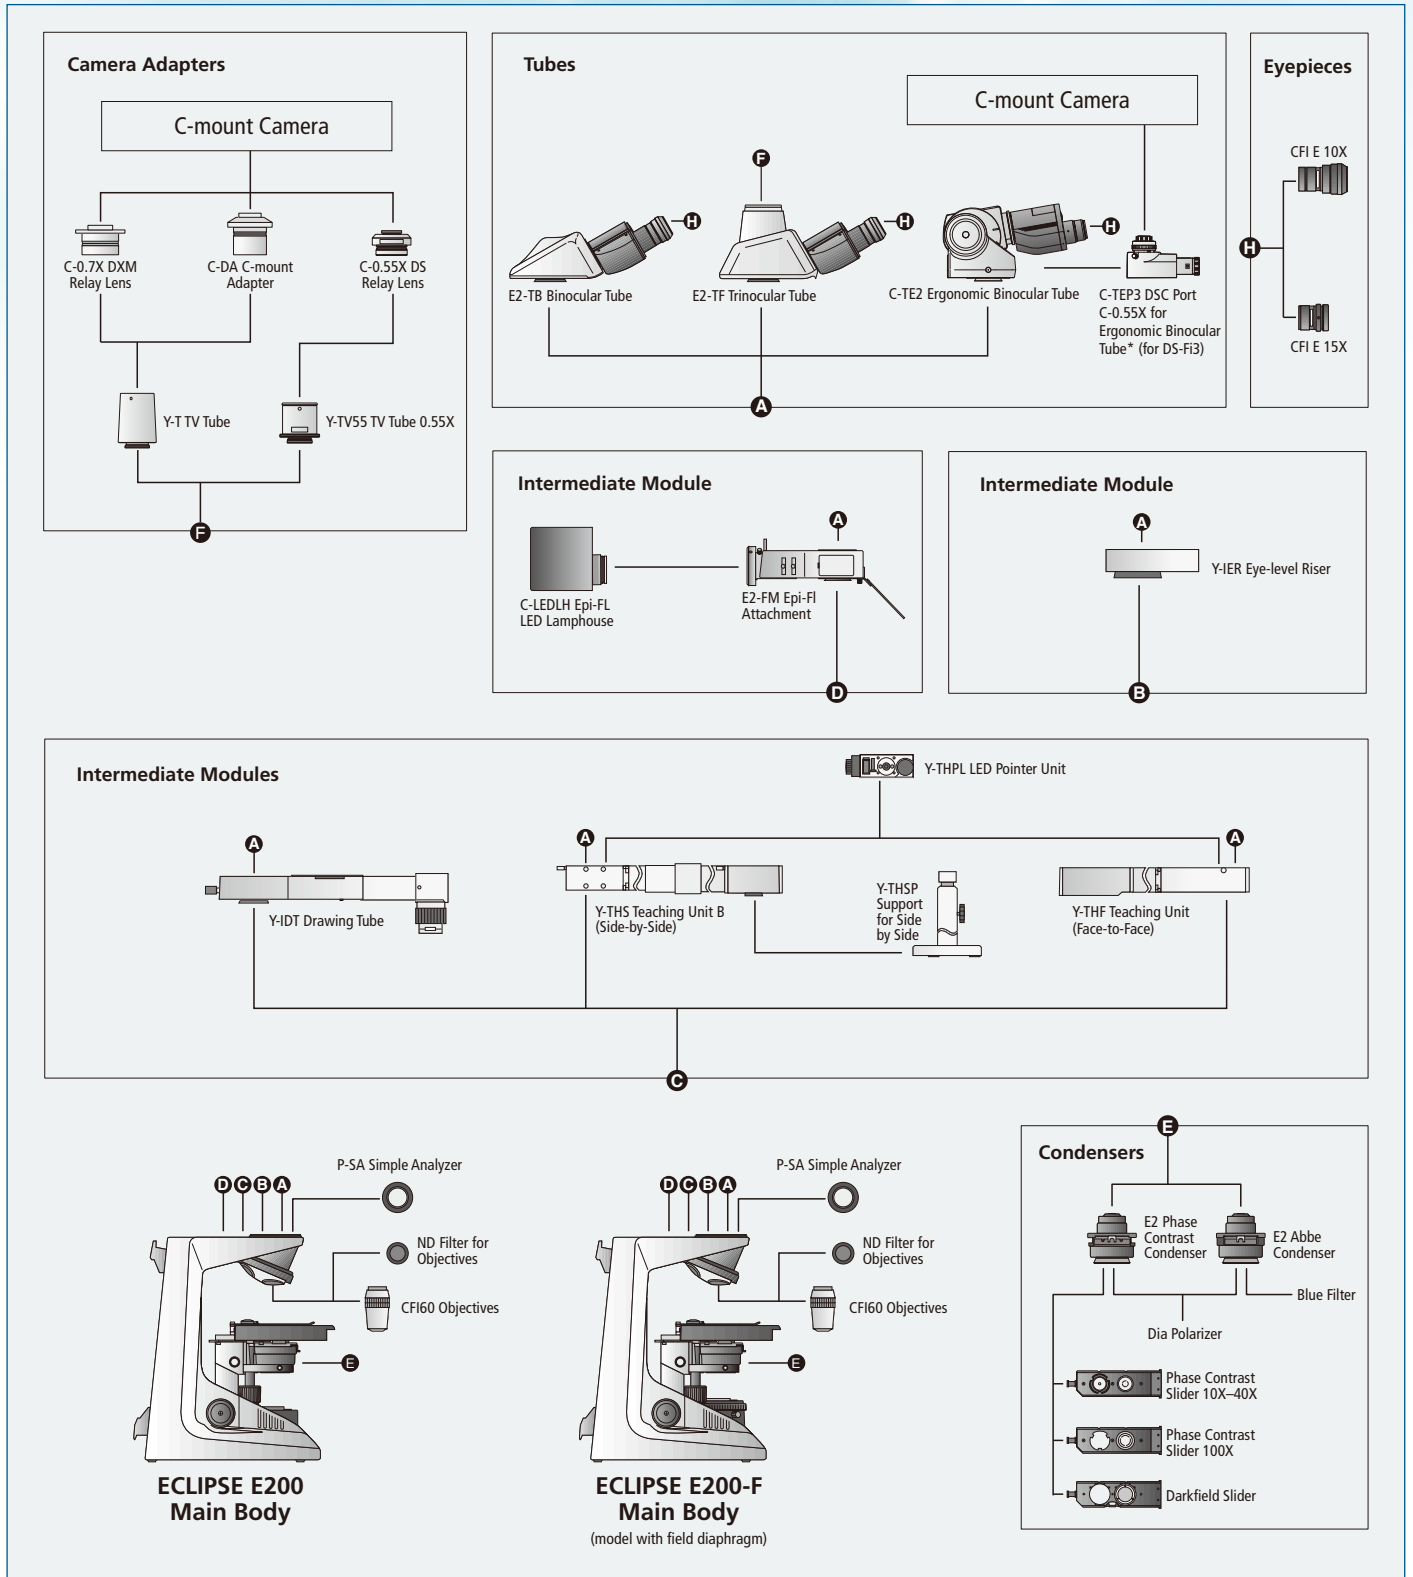 Camera Adapters
C-mount Camera
C-0.7X DXM
Relay Lens
C-DA C-mount
Adapter
C-0.55X DS
Relay Lens
Y-T TV Tube
Y-TV55 TV Tube 0.55X
F
Tubes
C-mount Camera
F
H
H
H
E2-TB Binocular Tube
E2-TF Trinocular Tube
C-TE2 Ergonomic Binocular Tube
C-TEP3 DSC Port
C-0.55X for
Ergonomic Binocular
Tube* (for DS-Fi3)
A
Eyepieces
CFI E 10X
H
CFI E 15X
Intermediate Module
A
C-LEDLH Epi-FL
LED Lamphouse
E2-FM Epi-Fl
Attachment
D
Intermediate Module
A
Y-IER Eye-level Riser
B
Intermediate Modules
Y-THPL LED Pointer Unit
A
A
A
Y-IDT Drawing Tube
Y-THS Teaching Unit B
(Side-by-Side)
Y-THSP
Support
for Side
by Side
Y-THF Teaching Unit
(Face-to-Face)
C
P-SA Simple Analyzer
D C B A
ND Filter for
Objectives
CFI60 Objectives
E
ECLIPSE E200
Main Body
P-SA Simple Analyzer
D C B A
ND Filter for
Objectives
CFI60 Objectives
E
ECLIPSE E200-F
Main Body
(model with field diaphragm)
E
Condensers
E2 Phase
Contrast
Condenser
E2 Abbe
Condenser
Blue Filter
Dia Polarizer
Phase Contrast
Slider 10X–40X
Phase Contrast
Slider 100X
Darkfield Slider